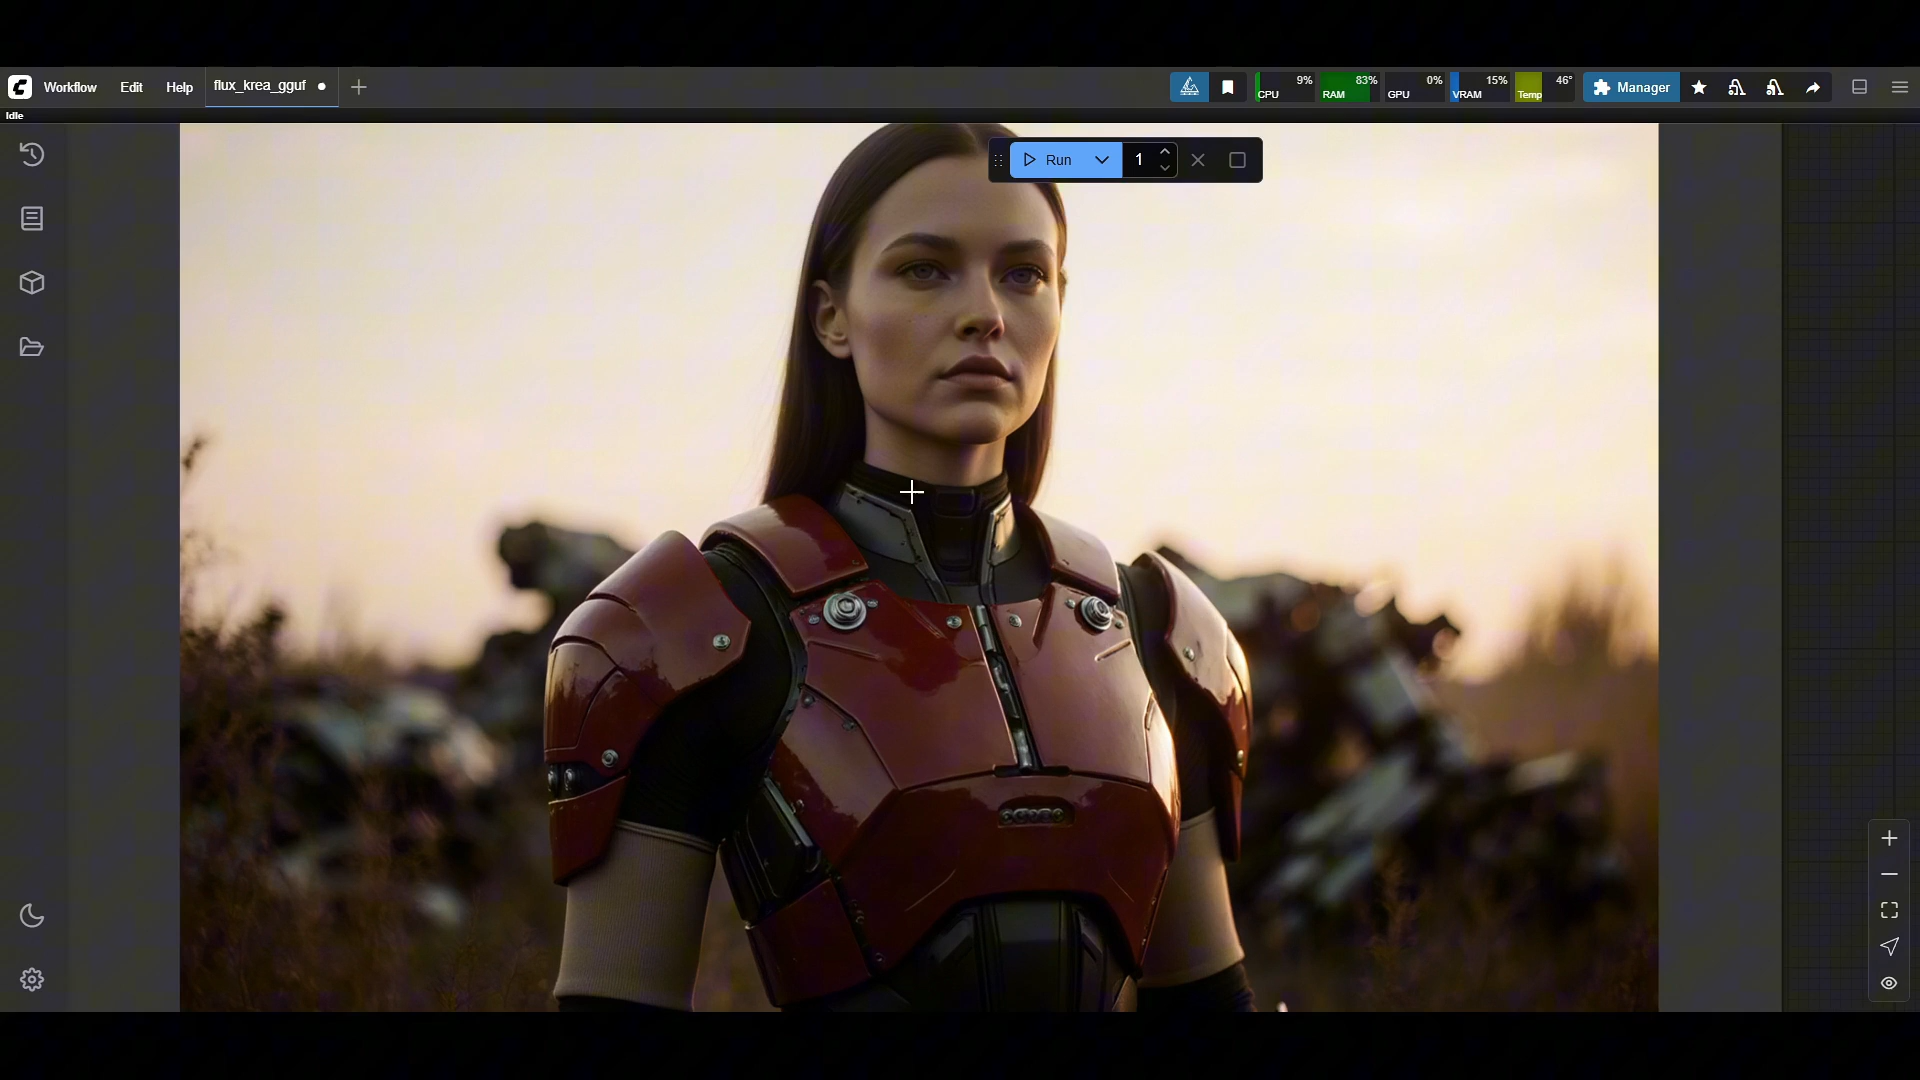 Workflow Edit Help flux_krea_gguf
CPU 9% RAM 83% GPU 0% VRAM 15% Temp 46° Manager
Idle
Run 1